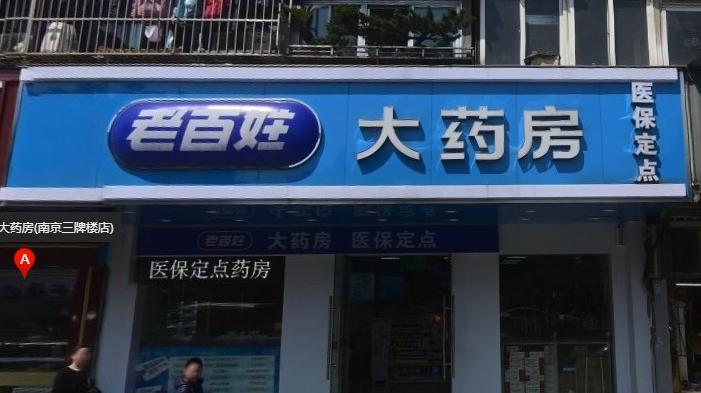 老百姓 大药房
医保定点
大药房(南京三牌楼店)
A
老百姓 大药房 医保定点
医保定点药房